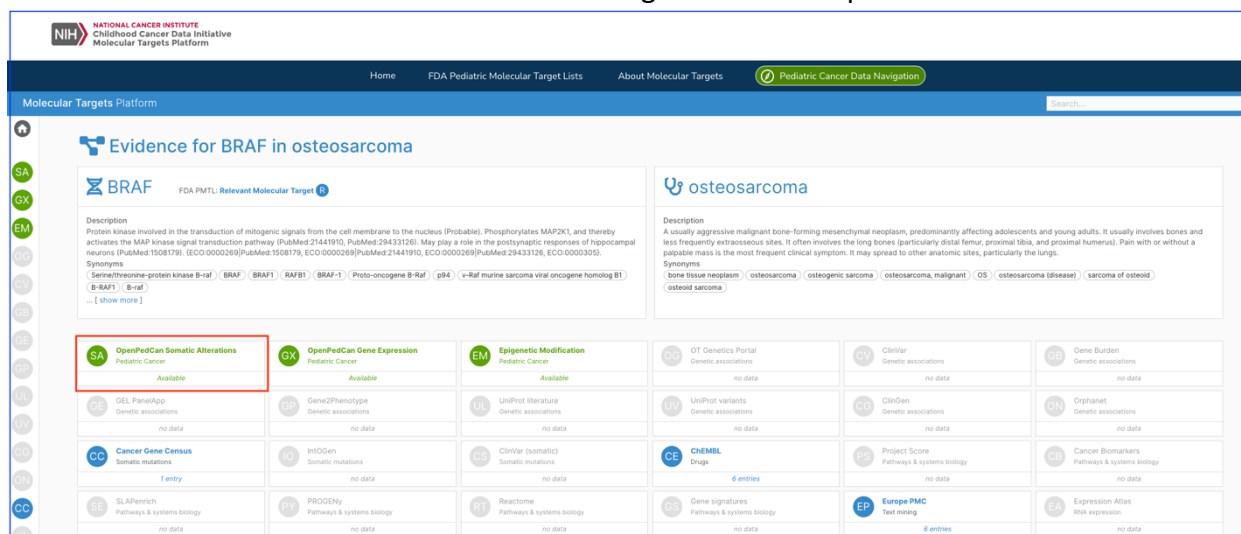 NIH
NATIONAL CANCER INSTITUTE
Childhood Cancer Data Initiative
Molecular Targets Platform
Home FDA Pediatric Molecular Target Lists About Molecular Targets Pediatric Cancer Data Navigation
Molecular Targets Platform Search...
Evidence for BRAF in osteosarcoma
SA
GX
EM
OG
CV
GB
GE
GP
UL
UV
CG
ON
CC
BRAF FDA PMTL: Relevant Molecular Target R
Description
Protein kinase involved in the transduction of mitogenic signals from the cell membrane to the nucleus (Probable). Phosphorylates MAP2K1, and thereby
activates the MAP kinase signal transduction pathway (PubMed:21441910, PubMed:29433126). May play a role in the postsynaptic responses of hippocampal
neurons (PubMed:1508179). {ECO:0000269|PubMed:1508179, ECO:0000269|PubMed:21441910, ECO:0000269|PubMed:29433126, ECO:0000305}.
Synonyms
Serine/threonine-protein kinase B-raf BRAF BRAF1 RAFB1 BRAF-1 Proto-oncogene B-Raf p94 v-Raf murine sarcoma viral oncogene homolog B1
B-RAF1 B-raf
... [ show more ]
osteosarcoma
Description
A usually aggressive malignant bone-forming mesenchymal neoplasm, predominantly affecting adolescents and young adults. It usually involves bones and
less frequently extraosseous sites. It often involves the long bones (particularly distal femur, proximal tibia, and proximal humerus). Pain with or without a
palpable mass is the most frequent clinical symptom. It may spread to other anatomic sites, particularly the lungs.
Synonyms
bone tissue neoplasm osteosarcoma osteogenic sarcoma osteosarcoma, malignant OS osteosarcoma (disease) sarcoma of osteoid
osteoid sarcoma
SA OpenPedCan Somatic Alterations
Pediatric Cancer
Available
GX OpenPedCan Gene Expression
Pediatric Cancer
Available
EM Epigenetic Modification
Pediatric Cancer
Available
OG OT Genetics Portal
Genetic associations
no data
CV ClinVar
Genetic associations
no data
GB Gene Burden
Genetic associations
no data
GE GEL PanelApp
Genetic associations
no data
GP Gene2Phenotype
Genetic associations
no data
UL UniProt literature
Genetic associations
no data
UV UniProt variants
Genetic associations
no data
CG ClinGen
Genetic associations
no data
ON Orphanet
Genetic associations
no data
CC Cancer Gene Census
Somatic mutations
1 entry
IO IntOGen
Somatic mutations
no data
CS ClinVar (somatic)
Somatic mutations
no data
CE ChEMBL
Drugs
6 entries
PS Project Score
Pathways & systems biology
no data
CB Cancer Biomarkers
Pathways & systems biology
no data
SE SLAPenrich
Pathways & systems biology
no data
PY PROGENy
Pathways & systems biology
no data
RT Reactome
Pathways & systems biology
no data
GS Gene signatures
Pathways & systems biology
no data
EP Europe PMC
Text mining
6 entries
EA Expression Atlas
RNA expression
no data